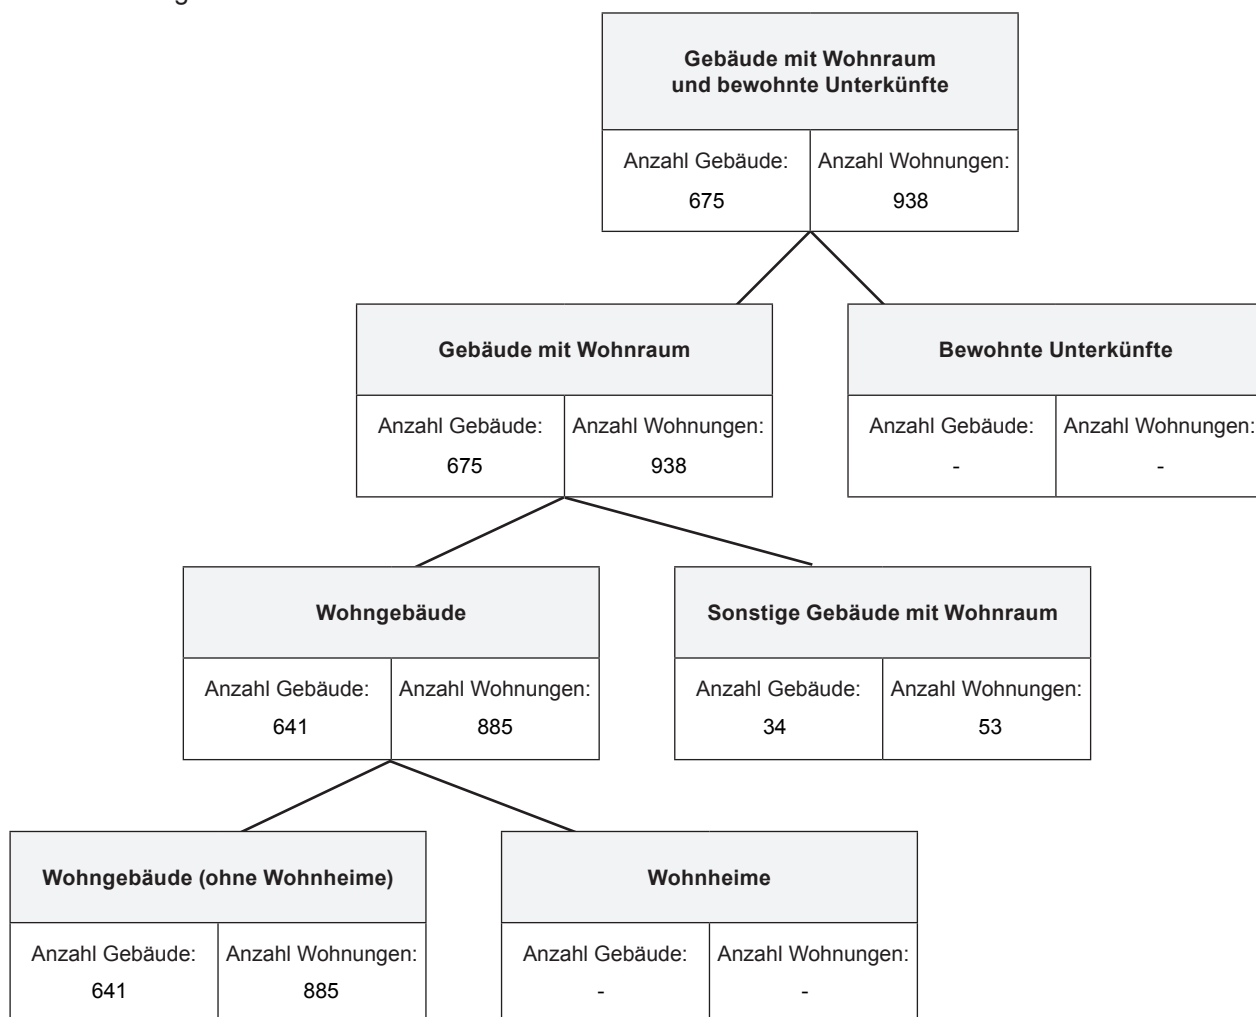 Gebäude mit Wohnraum
und bewohnte Unterkünfte
Anzahl Gebäude: Anzahl Wohnungen:
675 938
Gebäude mit Wohnraum
Anzahl Gebäude: Anzahl Wohnungen:
675 938
Bewohnte Unterkünfte
Anzahl Gebäude: Anzahl Wohnungen:
- -
Wohngebäude
Anzahl Gebäude: Anzahl Wohnungen:
641 885
Sonstige Gebäude mit Wohnraum
Anzahl Gebäude: Anzahl Wohnungen:
34 53
Wohngebäude (ohne Wohnheime)
Anzahl Gebäude: Anzahl Wohnungen:
641 885
Wohnheime
Anzahl Gebäude: Anzahl Wohnungen:
- -